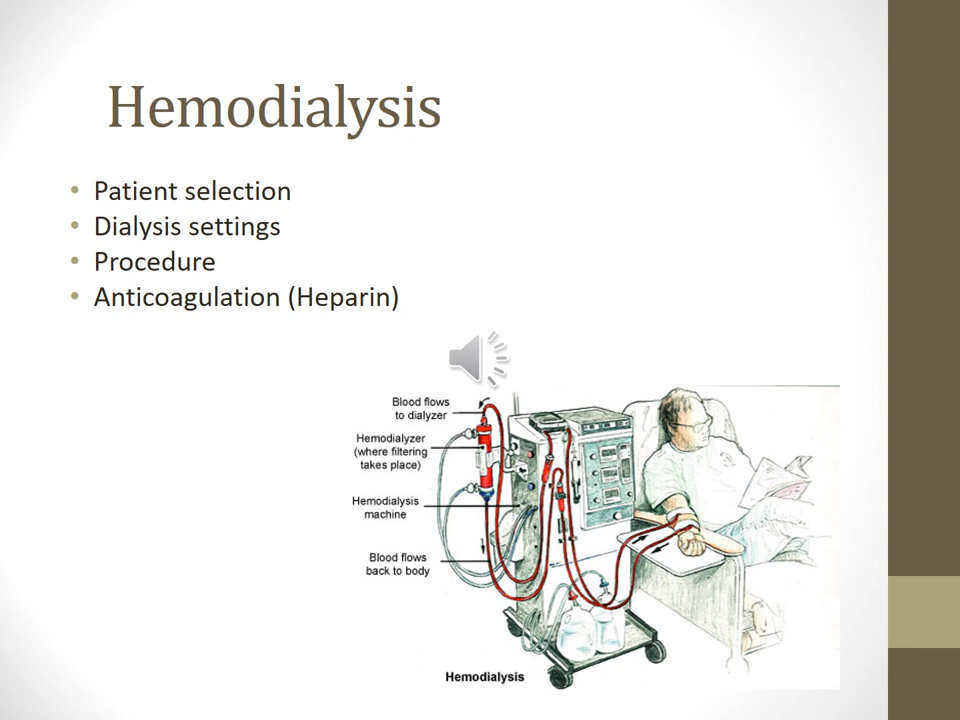 Hemodialysis
• Patient selection
• Dialysis settings
• Procedure
• Anticoagulation (Heparin)
Blood flows
to dialyzer
Hemodialyzer
(where filtering
takes place)
Hemodialysis
machine
Blood flows
back to body
Hemodialysis